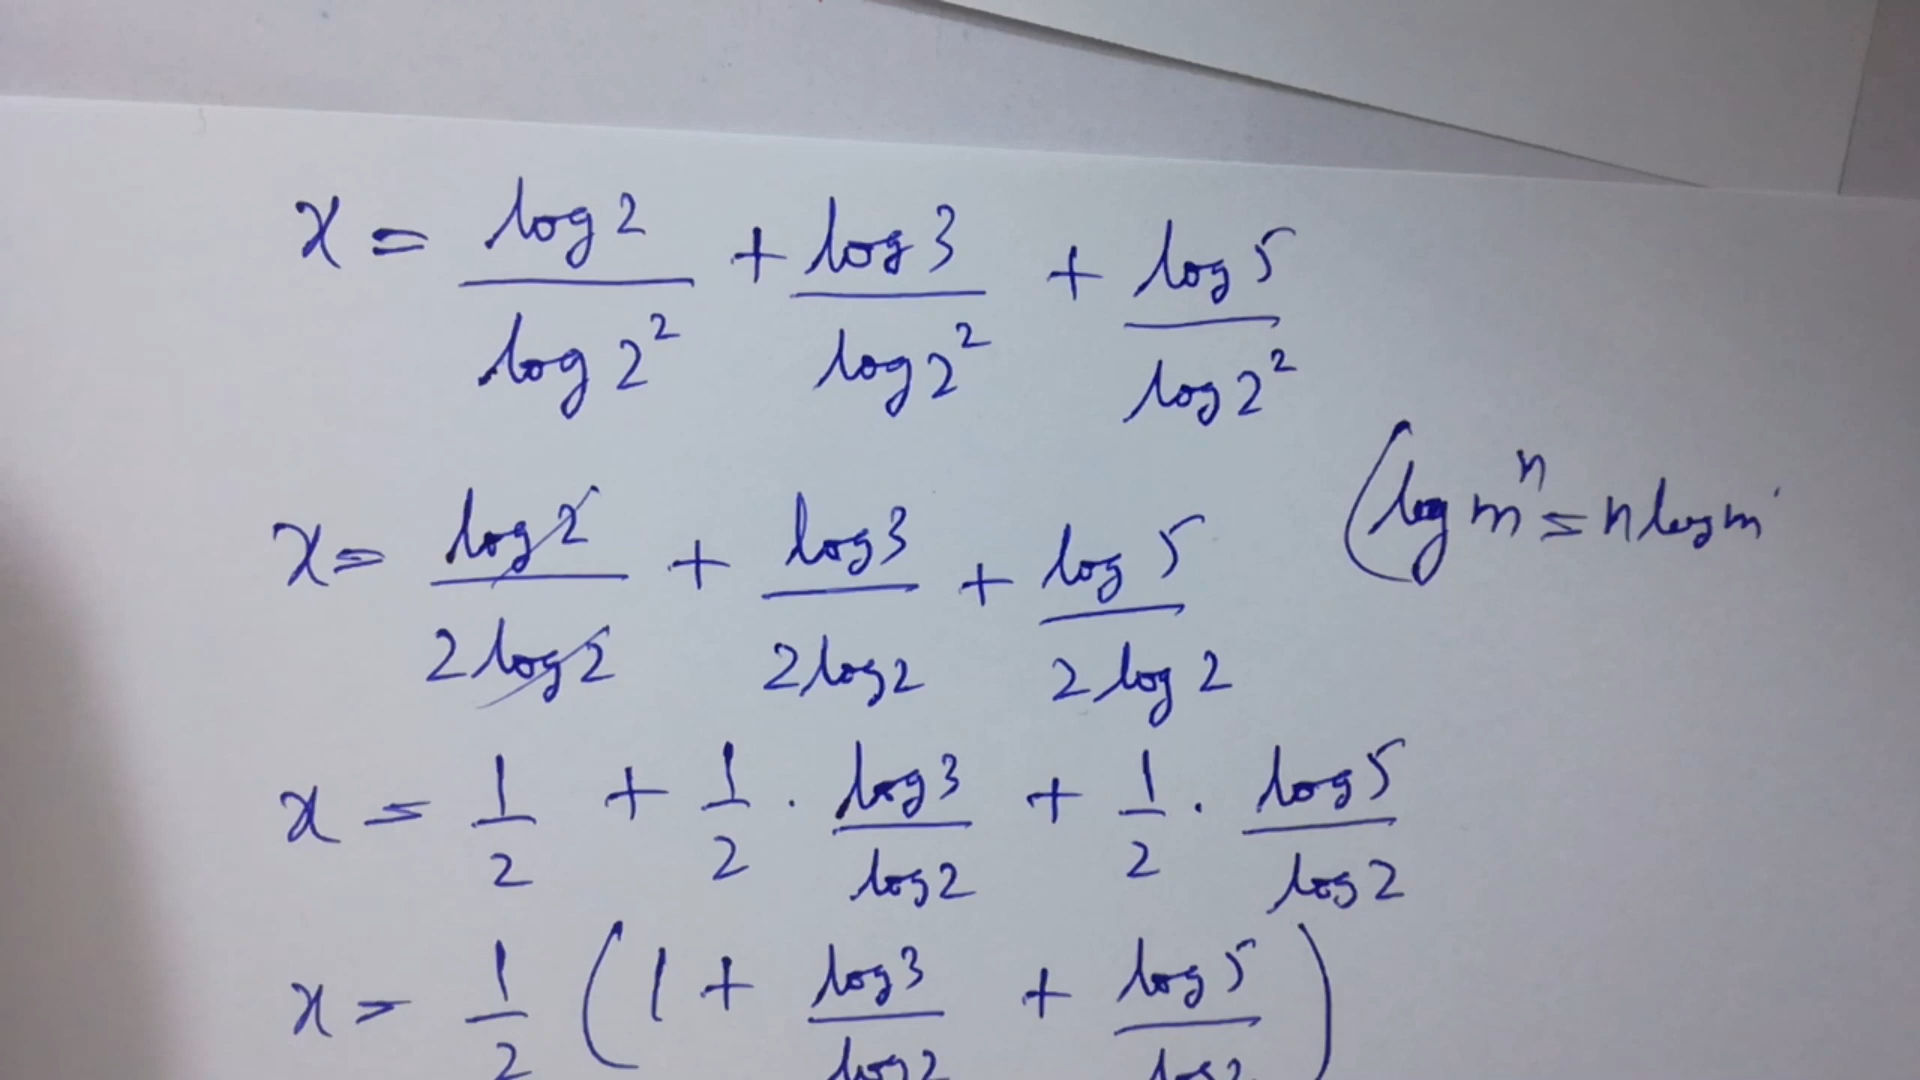 x = log 2 / log 2² + log 3 / log 2² + log 5 / log 2²
(log mⁿ = n log m
x = log 2 / 2 log 2 + log 3 / 2 log 2 + log 5 / 2 log 2
x = 1/2 + 1/2 · log 3 / log 2 + 1/2 · log 5 / log 2
x = 1/2 (1 + log 3 / log 2 + log 5 / log 2)